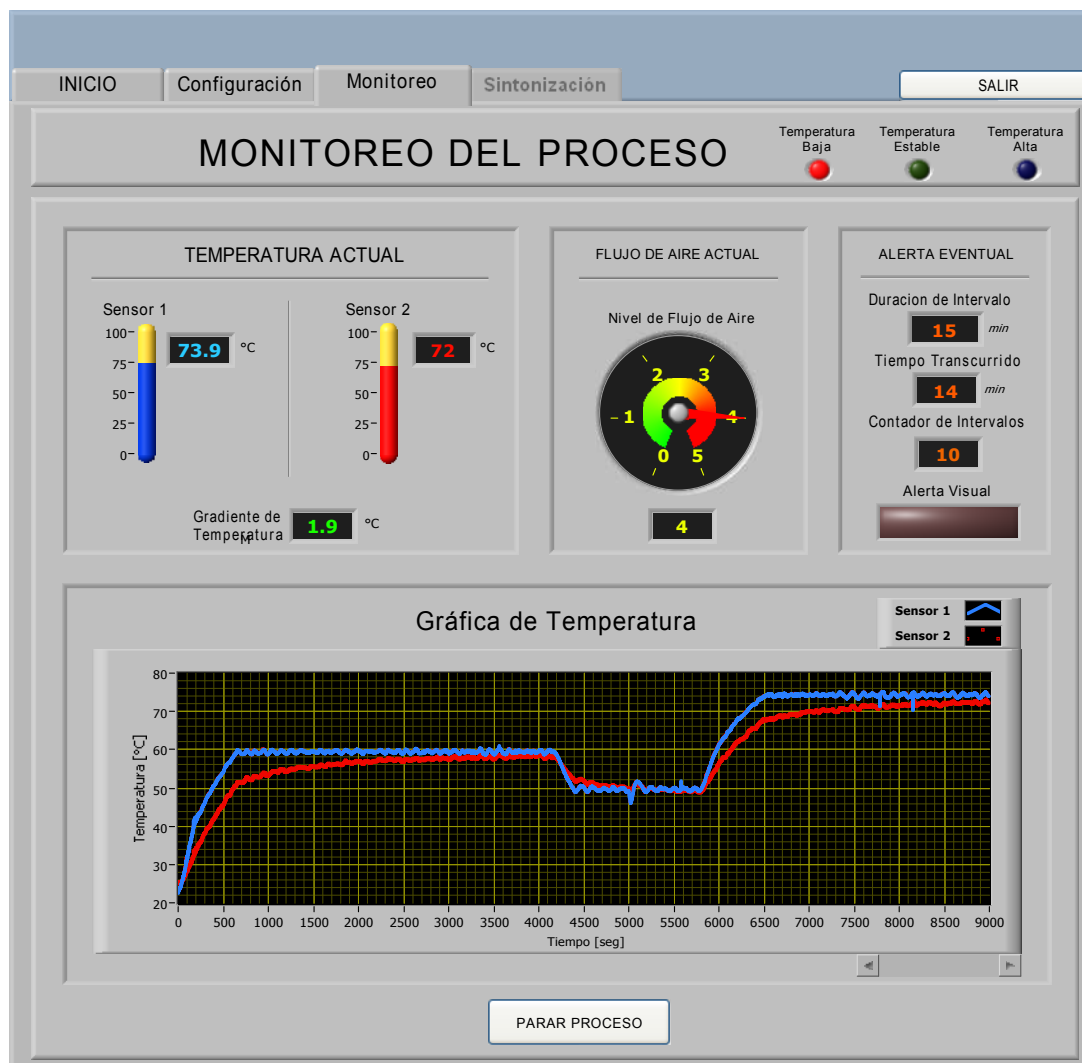 INICIO
Configuración
Monitoreo
Sintonización
SALIR
MONITOREO DEL PROCESO
Temperatura
Baja
Temperatura
Estable
Temperatura
Alta
TEMPERATURA ACTUAL
Sensor 1
100
75
50
25
0
73.9 °C
Sensor 2
100
75
50
25
0
72 °C
Gradiente de
Temperatura
M
1.9 °C
FLUJO DE AIRE ACTUAL
Nivel de Flujo de Aire
0 1 2 3 4 5
4
ALERTA EVENTUAL
Duracion de Intervalo
15 min
Tiempo Transcurrido
14 min
Contador de Intervalos
10
Alerta Visual
Gráfica de Temperatura
Sensor 1
Sensor 2
Temperatura [°C]
80
70
60
50
40
30
20
0 500 1000 1500 2000 2500 3000 3500 4000 4500 5000 5500 6000 6500 7000 7500 8000 8500 9000
Tiempo [seg]
PARAR PROCESO